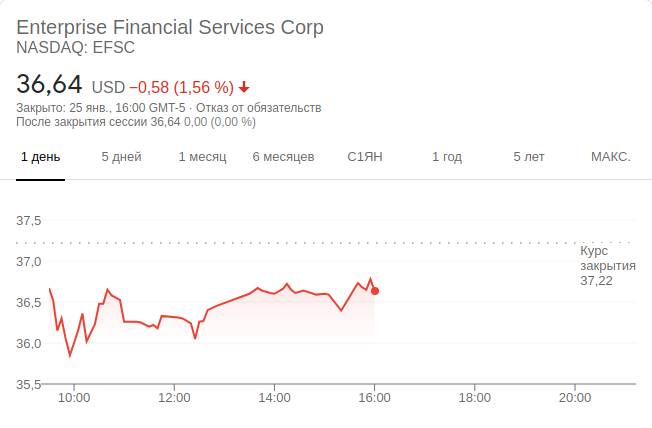 Enterprise Financial Services Corp
NASDAQ: EFSC
36,64 USD −0,58 (1,56 %)
Закрыто: 25 янв., 16:00 GMT-5 · Отказ от обязательств
После закрытия сессии 36,64 0,00 (0,00 %)
1 день 5 дней 1 месяц 6 месяцев С1ЯН 1 год 5 лет МАКС.
37,5
Курс
закрытия
37,22
37,0
36,5
36,0
35,5
10:00 12:00 14:00 16:00 18:00 20:00